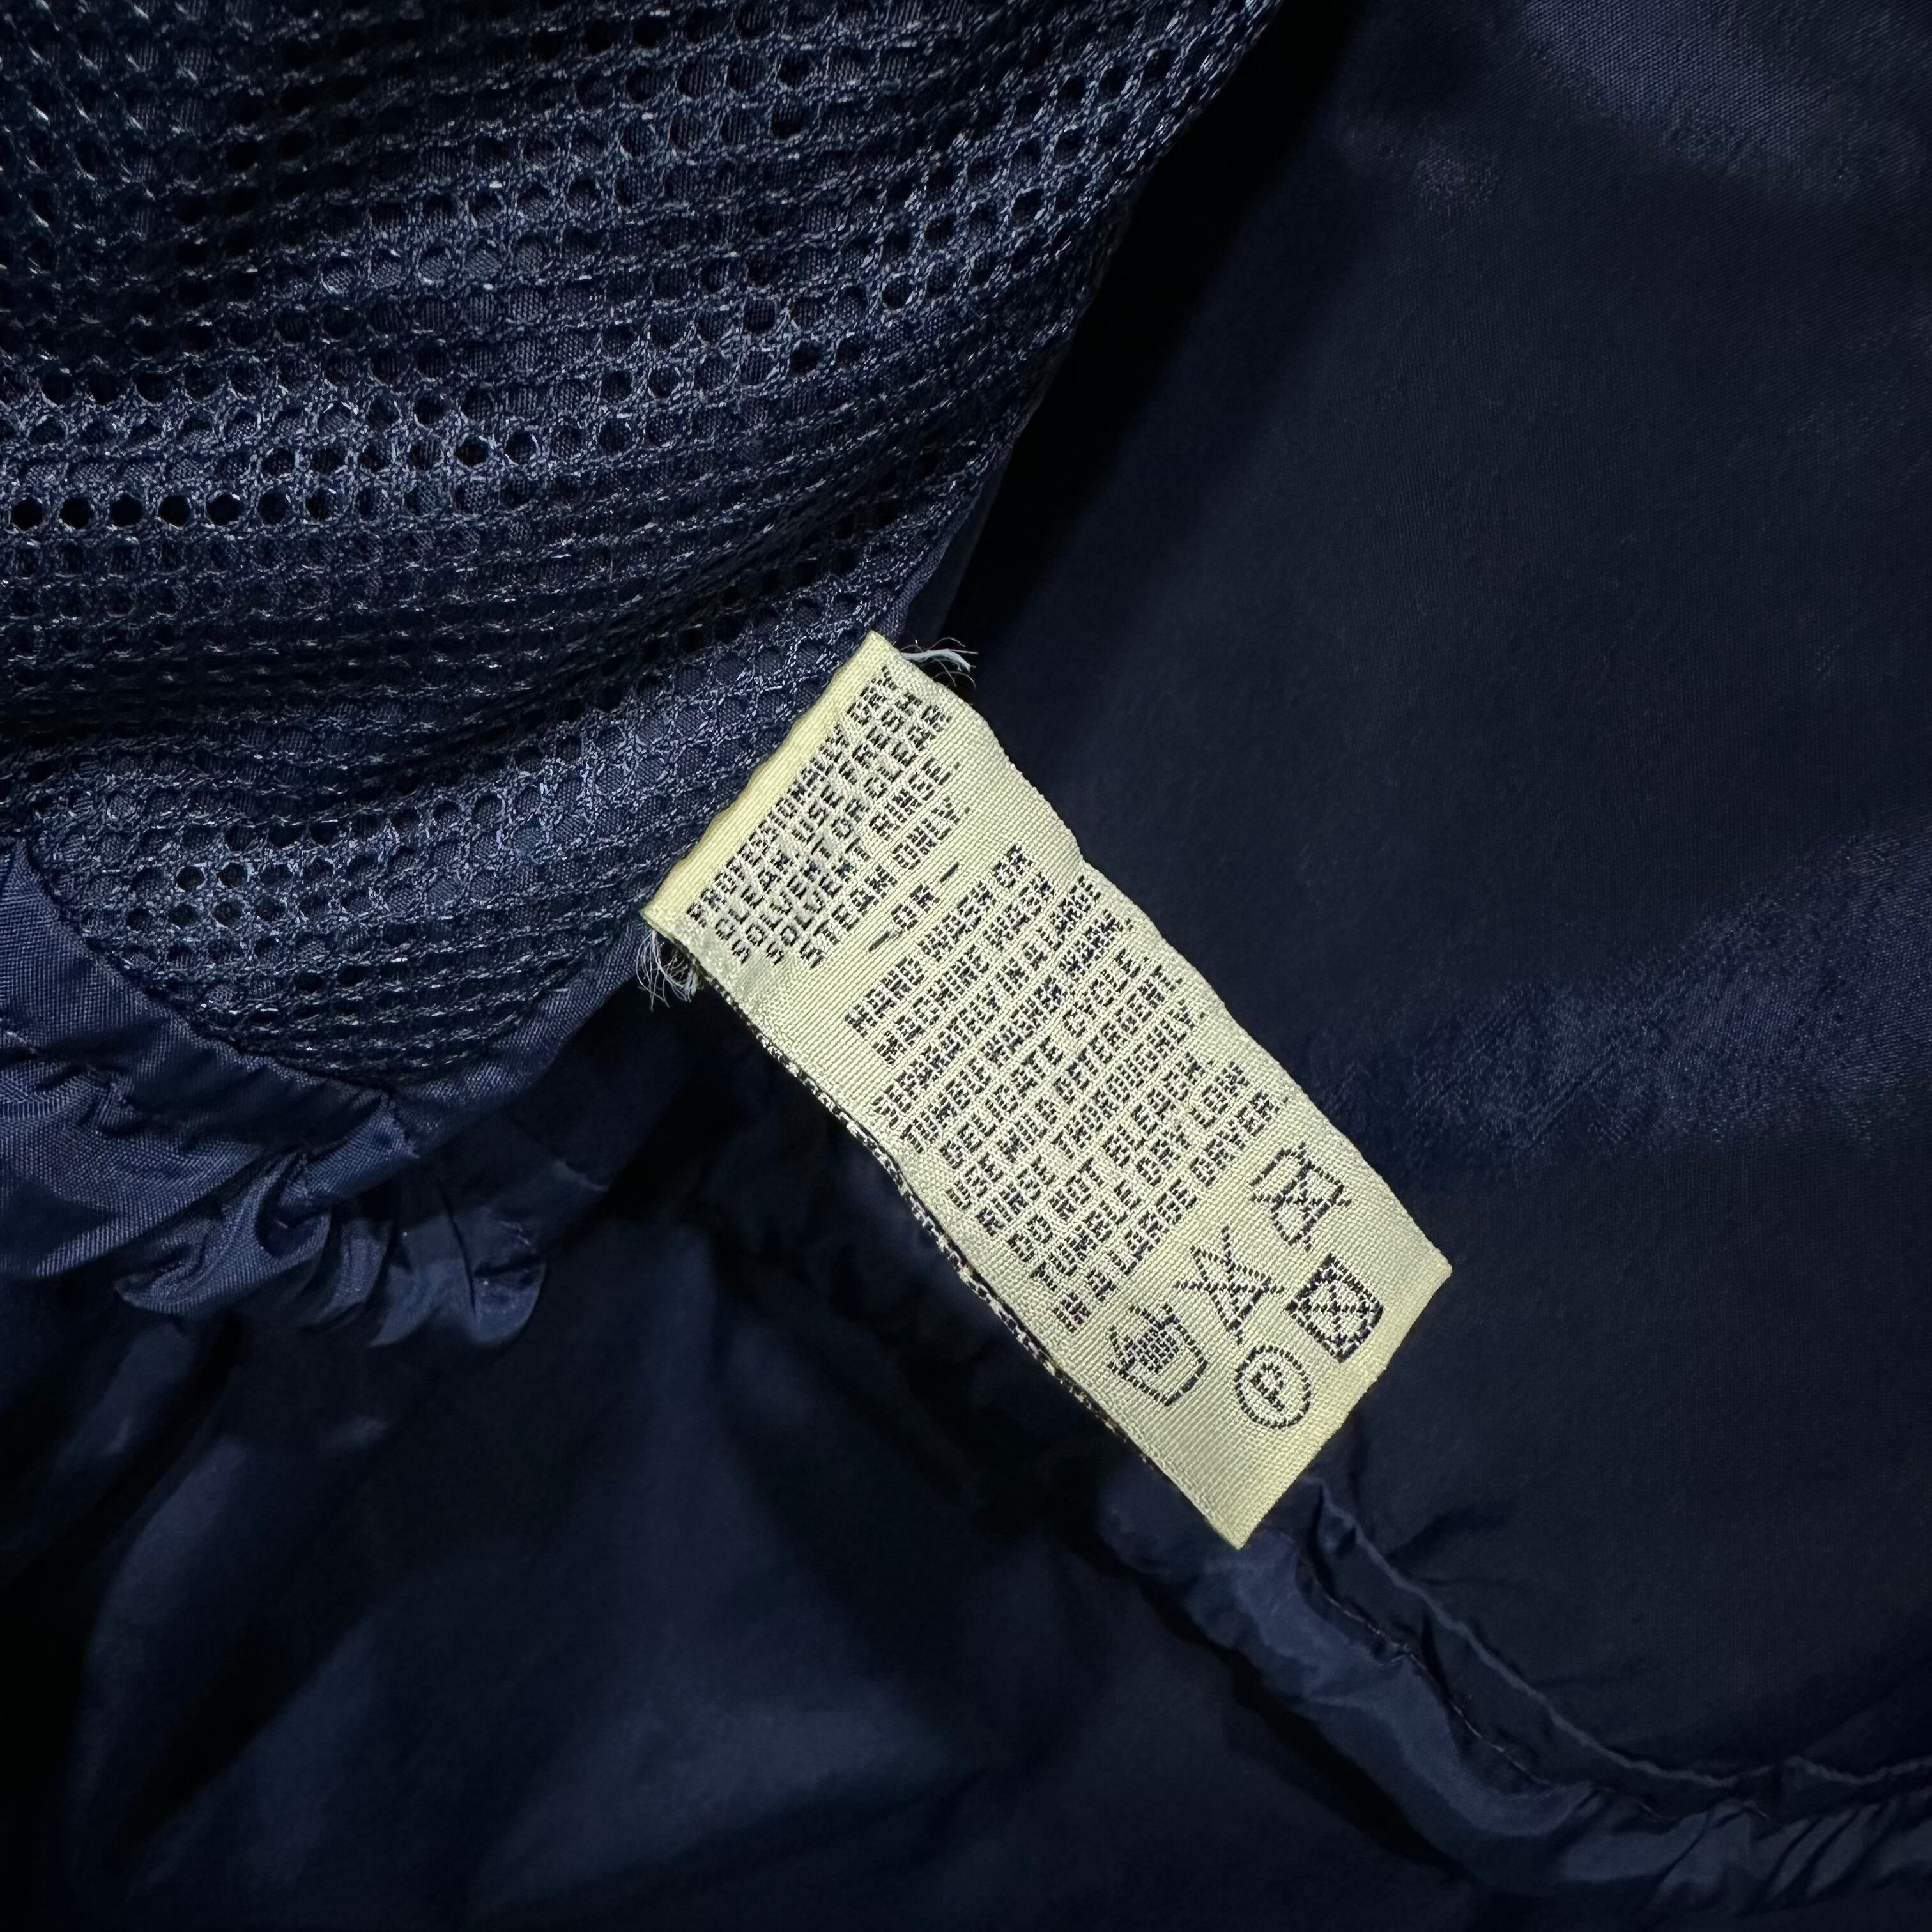 PROFESSIONALLY DRY
CLEAN. USE FRESH
SOLVENT OR CLEAR
SOLVENT RINSE.
STEAM ONLY.
- OR -
HAND WASH OR
MACHINE WASH
SEPARATELY IN A LARGE
TUMBLE WASHER WARM
DELICATE CYCLE.
USE MILD DETERGENT.
RINSE THOROUGHLY.
DO NOT BLEACH.
TUMBLE DRY LOW
IN A LARGE DRYER.
P